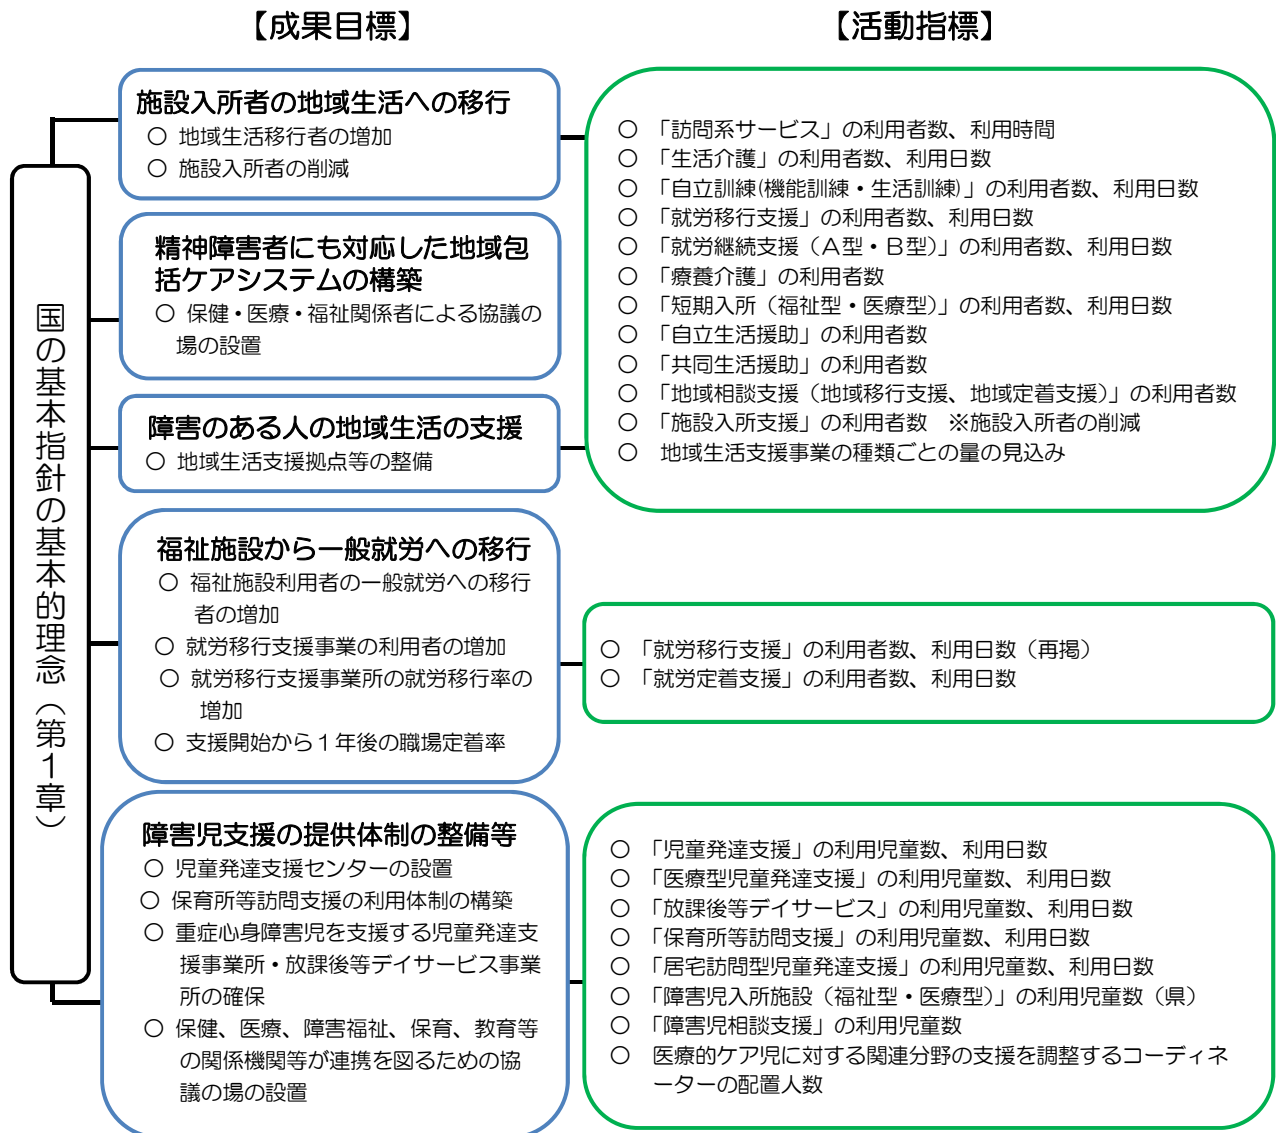 【成果目標】
【活動指標】
国の基本指針の基本的理念（第１章）
施設入所者の地域生活への移行
○ 地域生活移行者の増加
○ 施設入所者の削減
精神障害者にも対応した地域包
括ケアシステムの構築
○ 保健・医療・福祉関係者による協議の
場の設置
障害のある人の地域生活の支援
○ 地域生活支援拠点等の整備
○ 「訪問系サービス」の利用者数、利用時間
○ 「生活介護」の利用者数、利用日数
○ 「自立訓練(機能訓練・生活訓練)」の利用者数、利用日数
○ 「就労移行支援」の利用者数、利用日数
○ 「就労継続支援（Ａ型・Ｂ型）」の利用者数、利用日数
○ 「療養介護」の利用者数
○ 「短期入所（福祉型・医療型）」の利用者数、利用日数
○ 「自立生活援助」の利用者数
○ 「共同生活援助」の利用者数
○ 「地域相談支援（地域移行支援、地域定着支援）」の利用者数
○ 「施設入所支援」の利用者数　※施設入所者の削減
○ 地域生活支援事業の種類ごとの量の見込み
福祉施設から一般就労への移行
○ 福祉施設利用者の一般就労への移行
者の増加
○ 就労移行支援事業の利用者の増加
○ 就労移行支援事業所の就労移行率の
増加
○ 支援開始から１年後の職場定着率
○ 「就労移行支援」の利用者数、利用日数（再掲）
○ 「就労定着支援」の利用者数、利用日数
障害児支援の提供体制の整備等
○ 児童発達支援センターの設置
○ 保育所等訪問支援の利用体制の構築
○ 重症心身障害児を支援する児童発達支
援事業所・放課後等デイサービス事業
所の確保
○ 保健、医療、障害福祉、保育、教育等
の関係機関等が連携を図るための協
議の場の設置
○ 「児童発達支援」の利用児童数、利用日数
○ 「医療型児童発達支援」の利用児童数、利用日数
○ 「放課後等デイサービス」の利用児童数、利用日数
○ 「保育所等訪問支援」の利用児童数、利用日数
○ 「居宅訪問型児童発達支援」の利用児童数、利用日数
○ 「障害児入所施設（福祉型・医療型）」の利用児童数（県）
○ 「障害児相談支援」の利用児童数
○ 医療的ケア児に対する関連分野の支援を調整するコーディネ
ーターの配置人数